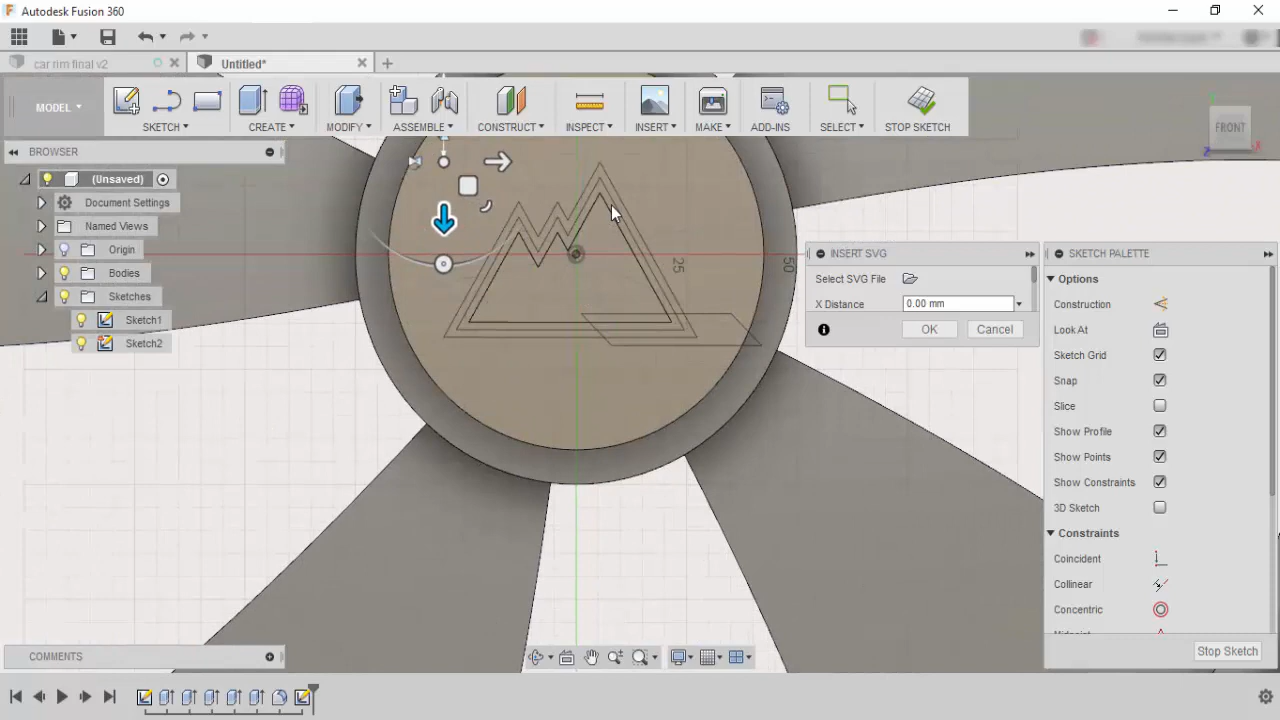 Autodesk Fusion 360
car rim final v2
Untitled*
MODEL
SKETCH
CREATE
MODIFY
ASSEMBLE
CONSTRUCT
INSPECT
INSERT
MAKE
ADD-INS
SELECT
STOP SKETCH
FRONT
X
Z
BROWSER
(Unsaved)
Document Settings
Named Views
Origin
Bodies
Sketches
Sketch1
Sketch2
25
50
INSERT SVG
Select SVG File
X Distance
0.00 mm
OK
Cancel
SKETCH PALETTE
Options
Construction
Look At
Sketch Grid
Snap
Slice
Show Profile
Show Points
Show Constraints
3D Sketch
Constraints
Coincident
Collinear
Concentric
Stop Sketch
COMMENTS